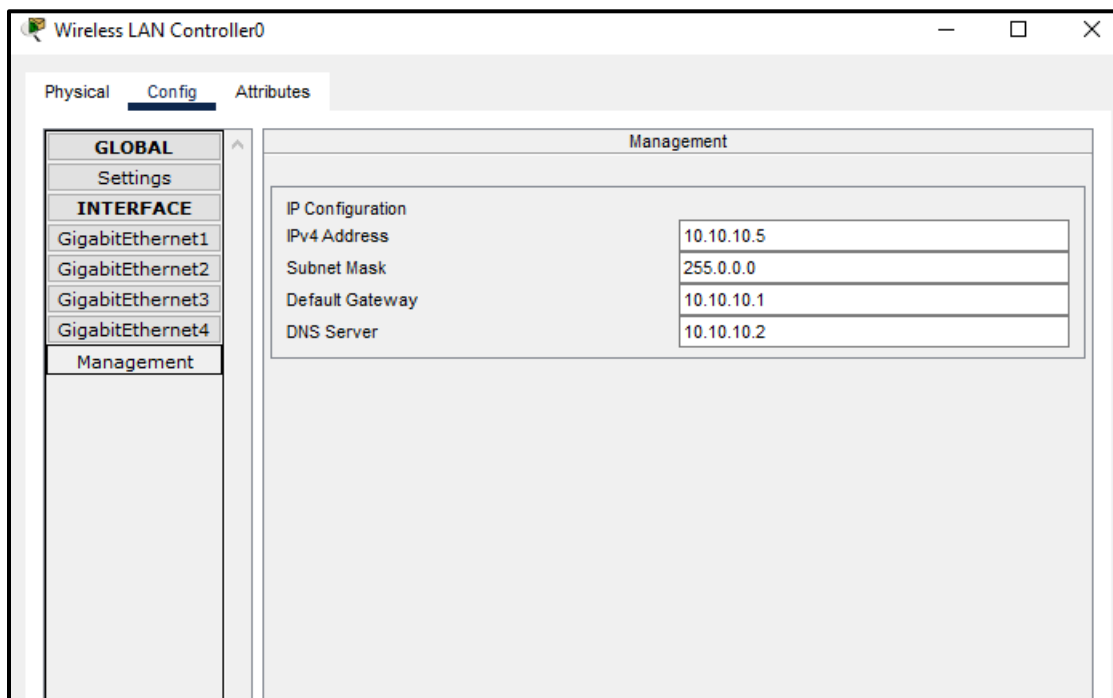 Wireless LAN Controller0
Physical Config Attributes
GLOBAL
Settings
INTERFACE
GigabitEthernet1
GigabitEthernet2
GigabitEthernet3
GigabitEthernet4
Management
Management
IP Configuration
IPv4 Address 10.10.10.5
Subnet Mask 255.0.0.0
Default Gateway 10.10.10.1
DNS Server 10.10.10.2